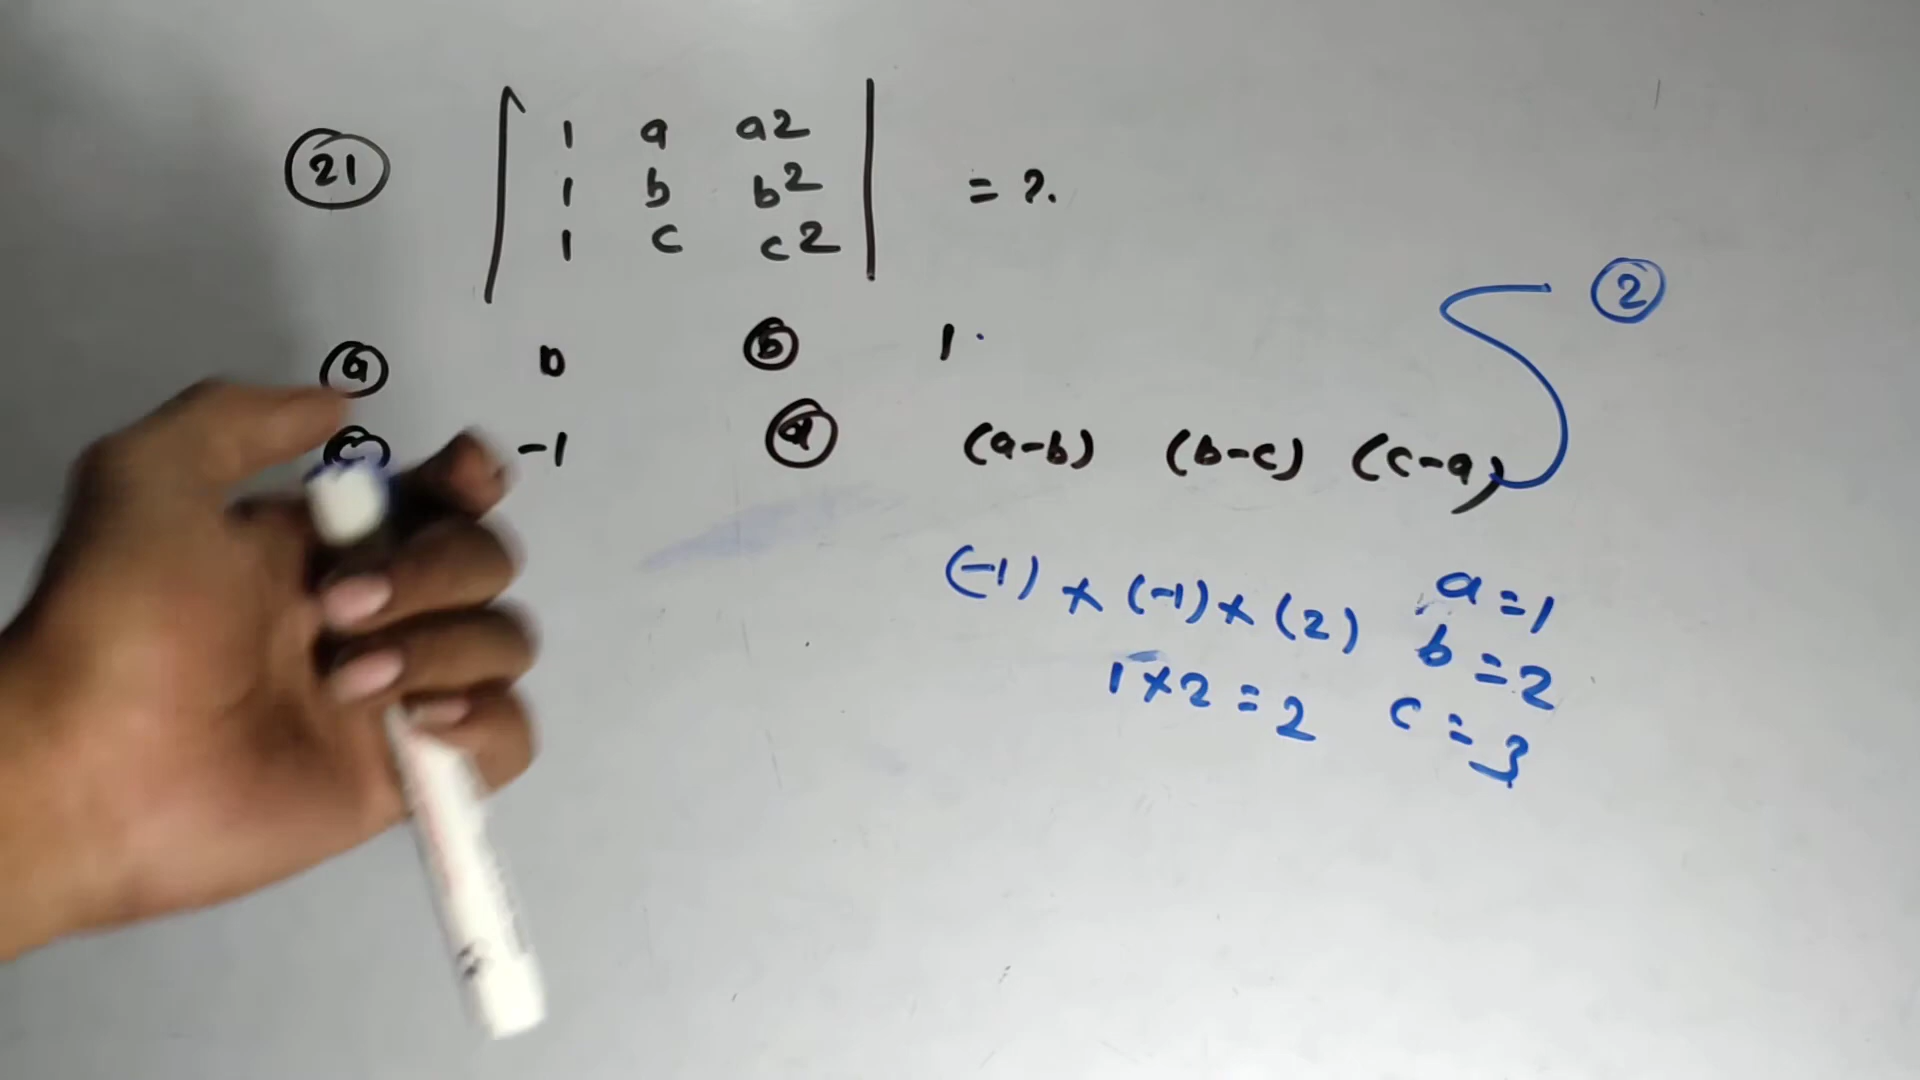 21 | 1 a a2 | = ?.
1 b b2
1 c c2
a 0 b 1.
c -1 d (a-b) (b-c) (c-a) 2
(-1) × (-1) × (2) a = 1
1 × 2 = 2 b = 2
c = 3